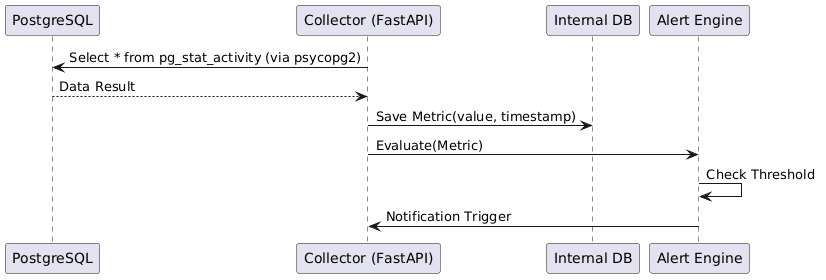 PostgreSQL
Collector (FastAPI)
Internal DB
Alert Engine
Select * from pg_stat_activity (via psycopg2)
Data Result
Save Metric(value, timestamp)
Evaluate(Metric)
Check Threshold
Notification Trigger
PostgreSQL
Collector (FastAPI)
Internal DB
Alert Engine